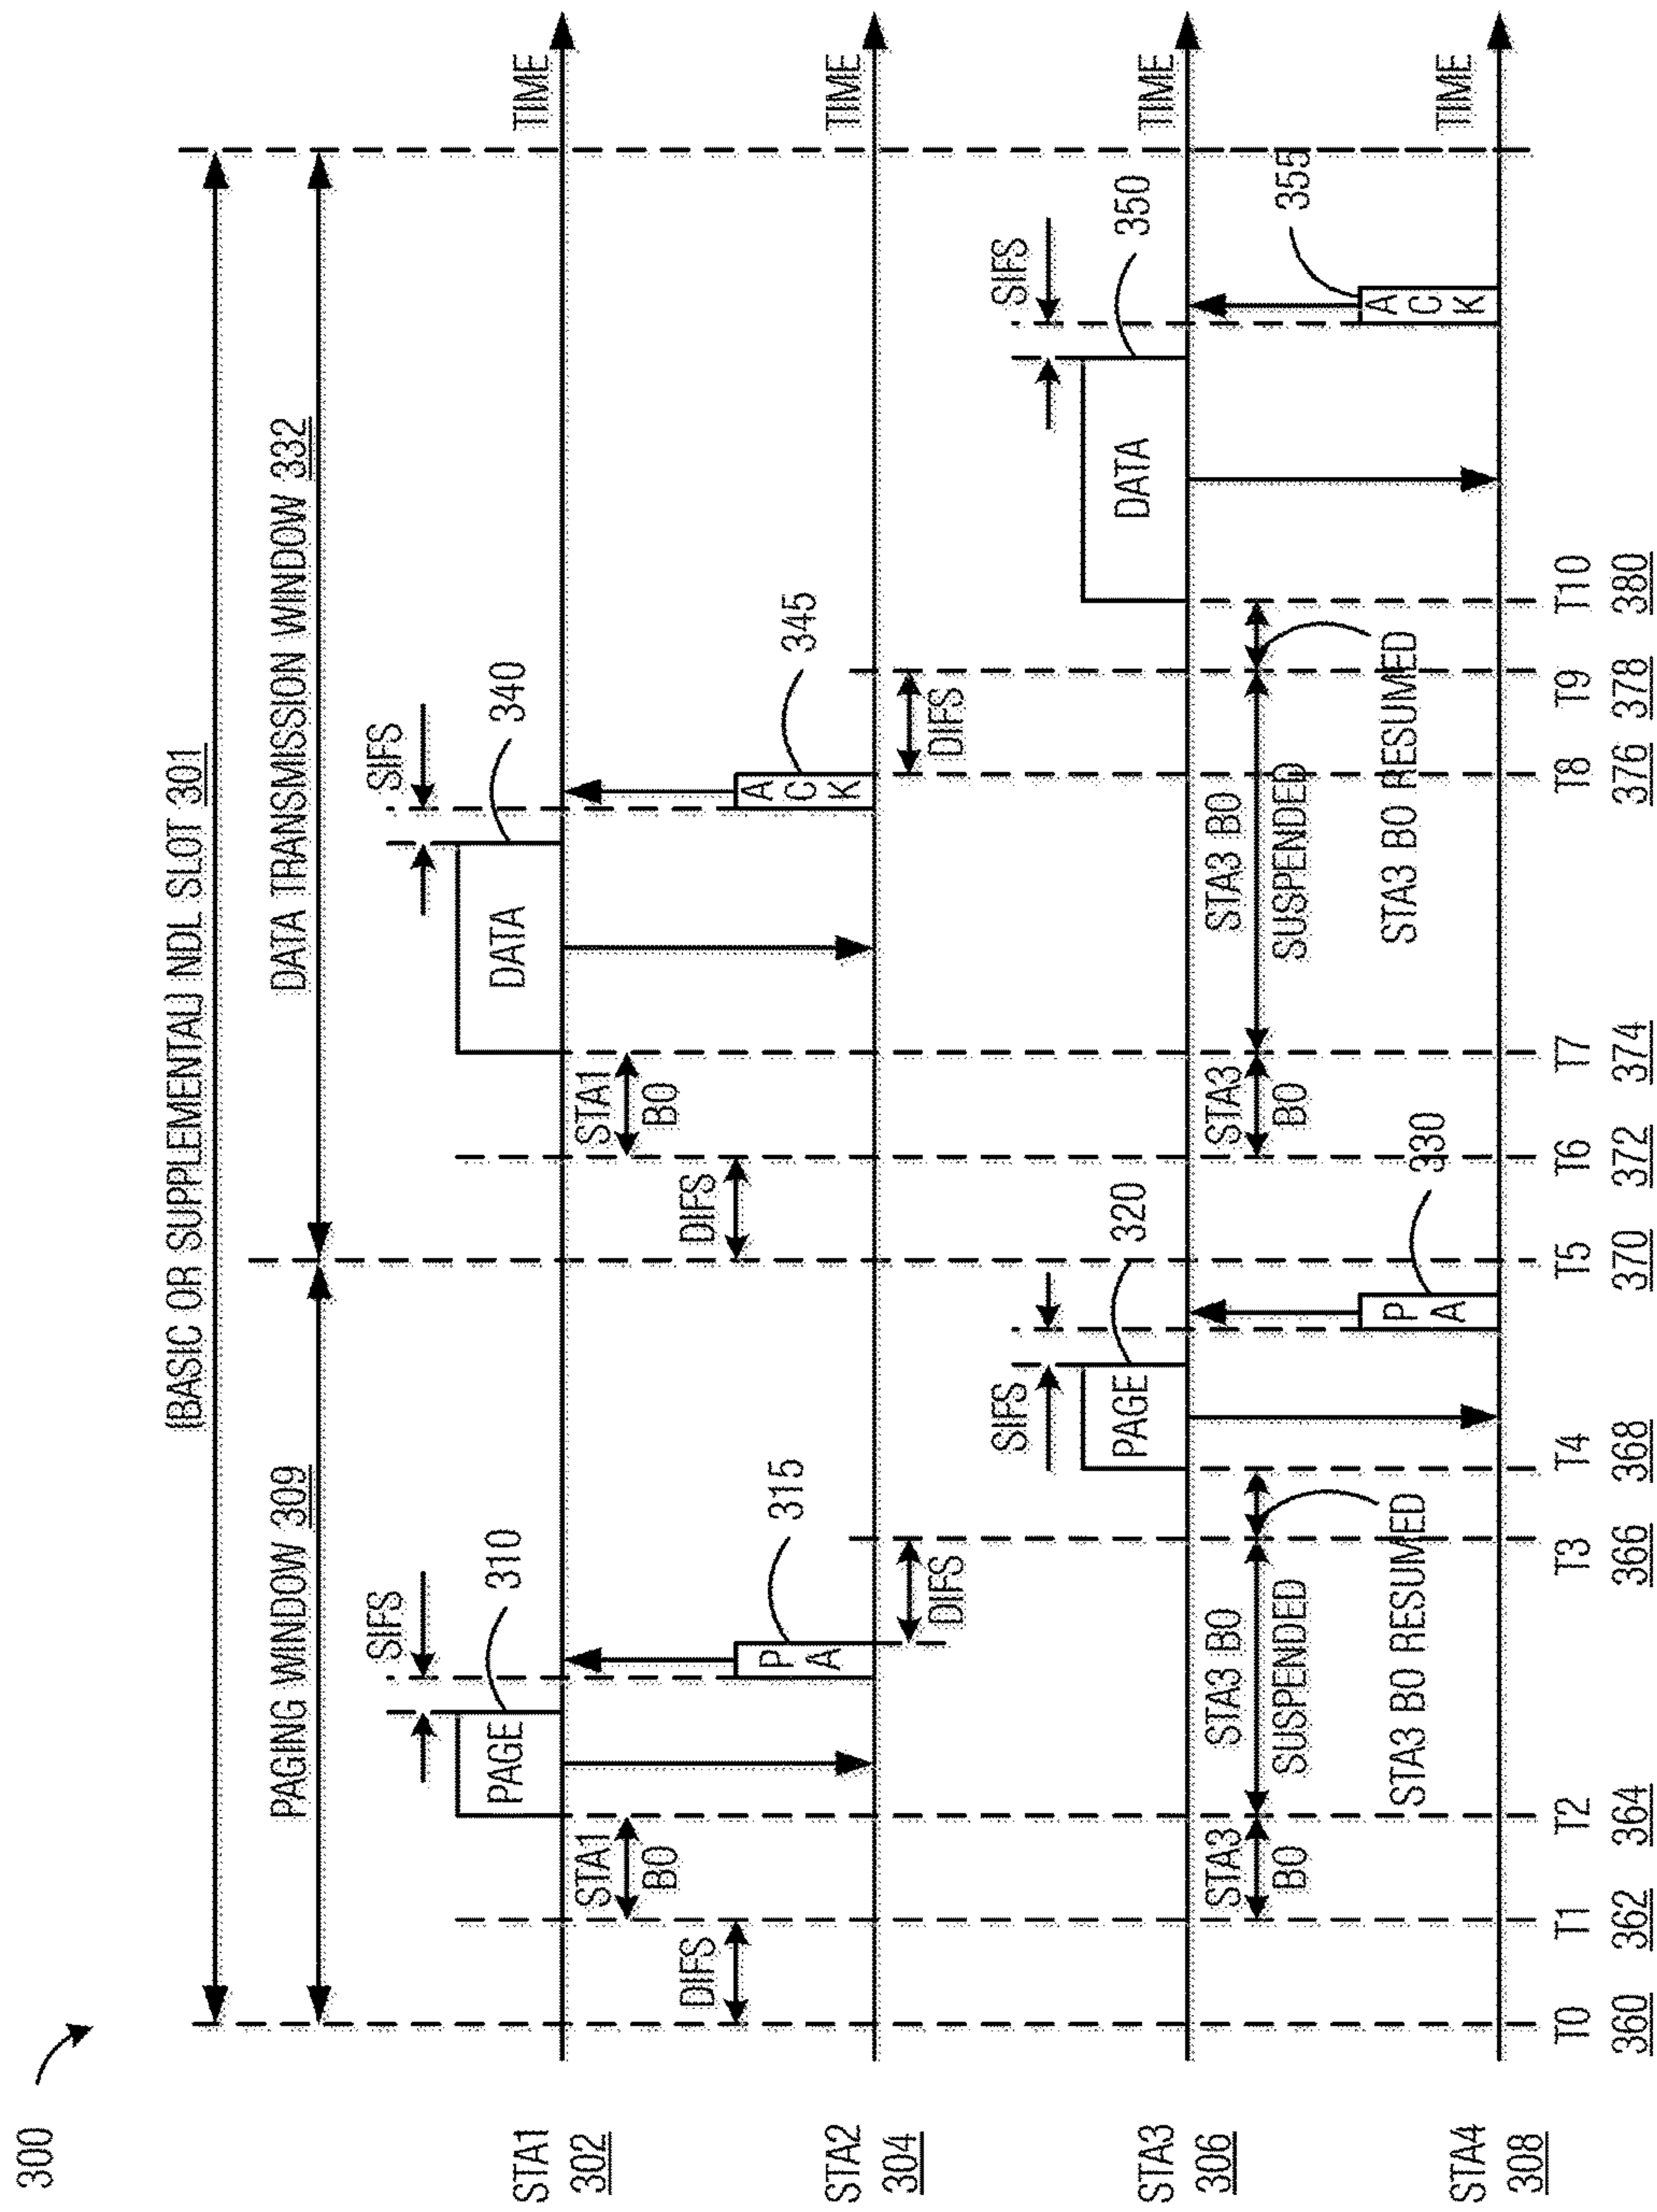 300
(BASIC OR SUPPLEMENTAL) NDL SLOT 301
PAGING WINDOW 309
DATA TRANSMISSION WINDOW 332
SIFS
310
SIFS
340
STA1
302
PAGE
DATA
TIME
STA1
BO
STA1
BO
DIFS
315
DIFS
345
STA2
304
P
A
A
C
K
TIME
DIFS
DIFS
SIFS
320
SIFS
350
STA3
306
PAGE
DATA
TIME
STA3
BO
STA3 BO
SUSPENDED
STA3
BO
STA3 BO
SUSPENDED
STA3 BO RESUMED
330
STA3 BO RESUMED
355
STA4
308
P
A
A
C
K
TIME
T0
T1
T2
T3
T4
T5
T6
T7
T8
T9
T10
360
362
364
366
368
370
372
374
376
378
380